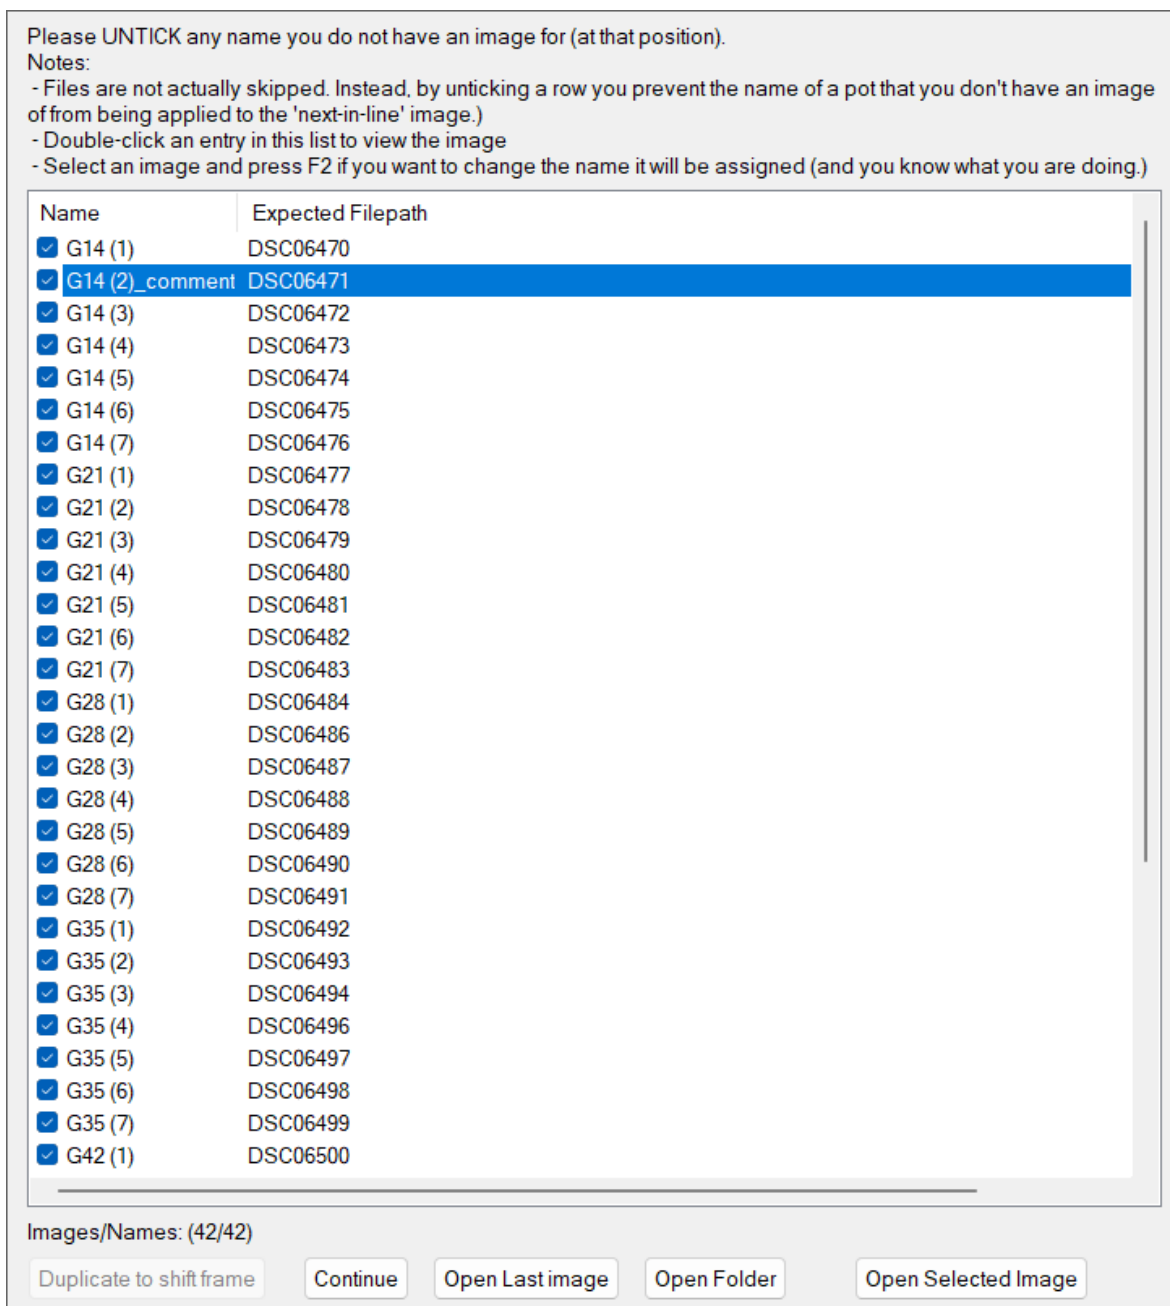 Please UNTICK any name you do not have an image for (at that position).
Notes:
- Files are not actually skipped. Instead, by unticking a row you prevent the name of a pot that you don't have an image
of from being applied to the 'next-in-line' image.)
- Double-click an entry in this list to view the image
- Select an image and press F2 if you want to change the name it will be assigned (and you know what you are doing.)
Name Expected Filepath
G14 (1) DSC06470
G14 (2)_comment DSC06471
G14 (3) DSC06472
G14 (4) DSC06473
G14 (5) DSC06474
G14 (6) DSC06475
G14 (7) DSC06476
G21 (1) DSC06477
G21 (2) DSC06478
G21 (3) DSC06479
G21 (4) DSC06480
G21 (5) DSC06481
G21 (6) DSC06482
G21 (7) DSC06483
G28 (1) DSC06484
G28 (2) DSC06486
G28 (3) DSC06487
G28 (4) DSC06488
G28 (5) DSC06489
G28 (6) DSC06490
G28 (7) DSC06491
G35 (1) DSC06492
G35 (2) DSC06493
G35 (3) DSC06494
G35 (4) DSC06496
G35 (5) DSC06497
G35 (6) DSC06498
G35 (7) DSC06499
G42 (1) DSC06500
Images/Names: (42/42)
Duplicate to shift frame Continue Open Last image Open Folder Open Selected Image